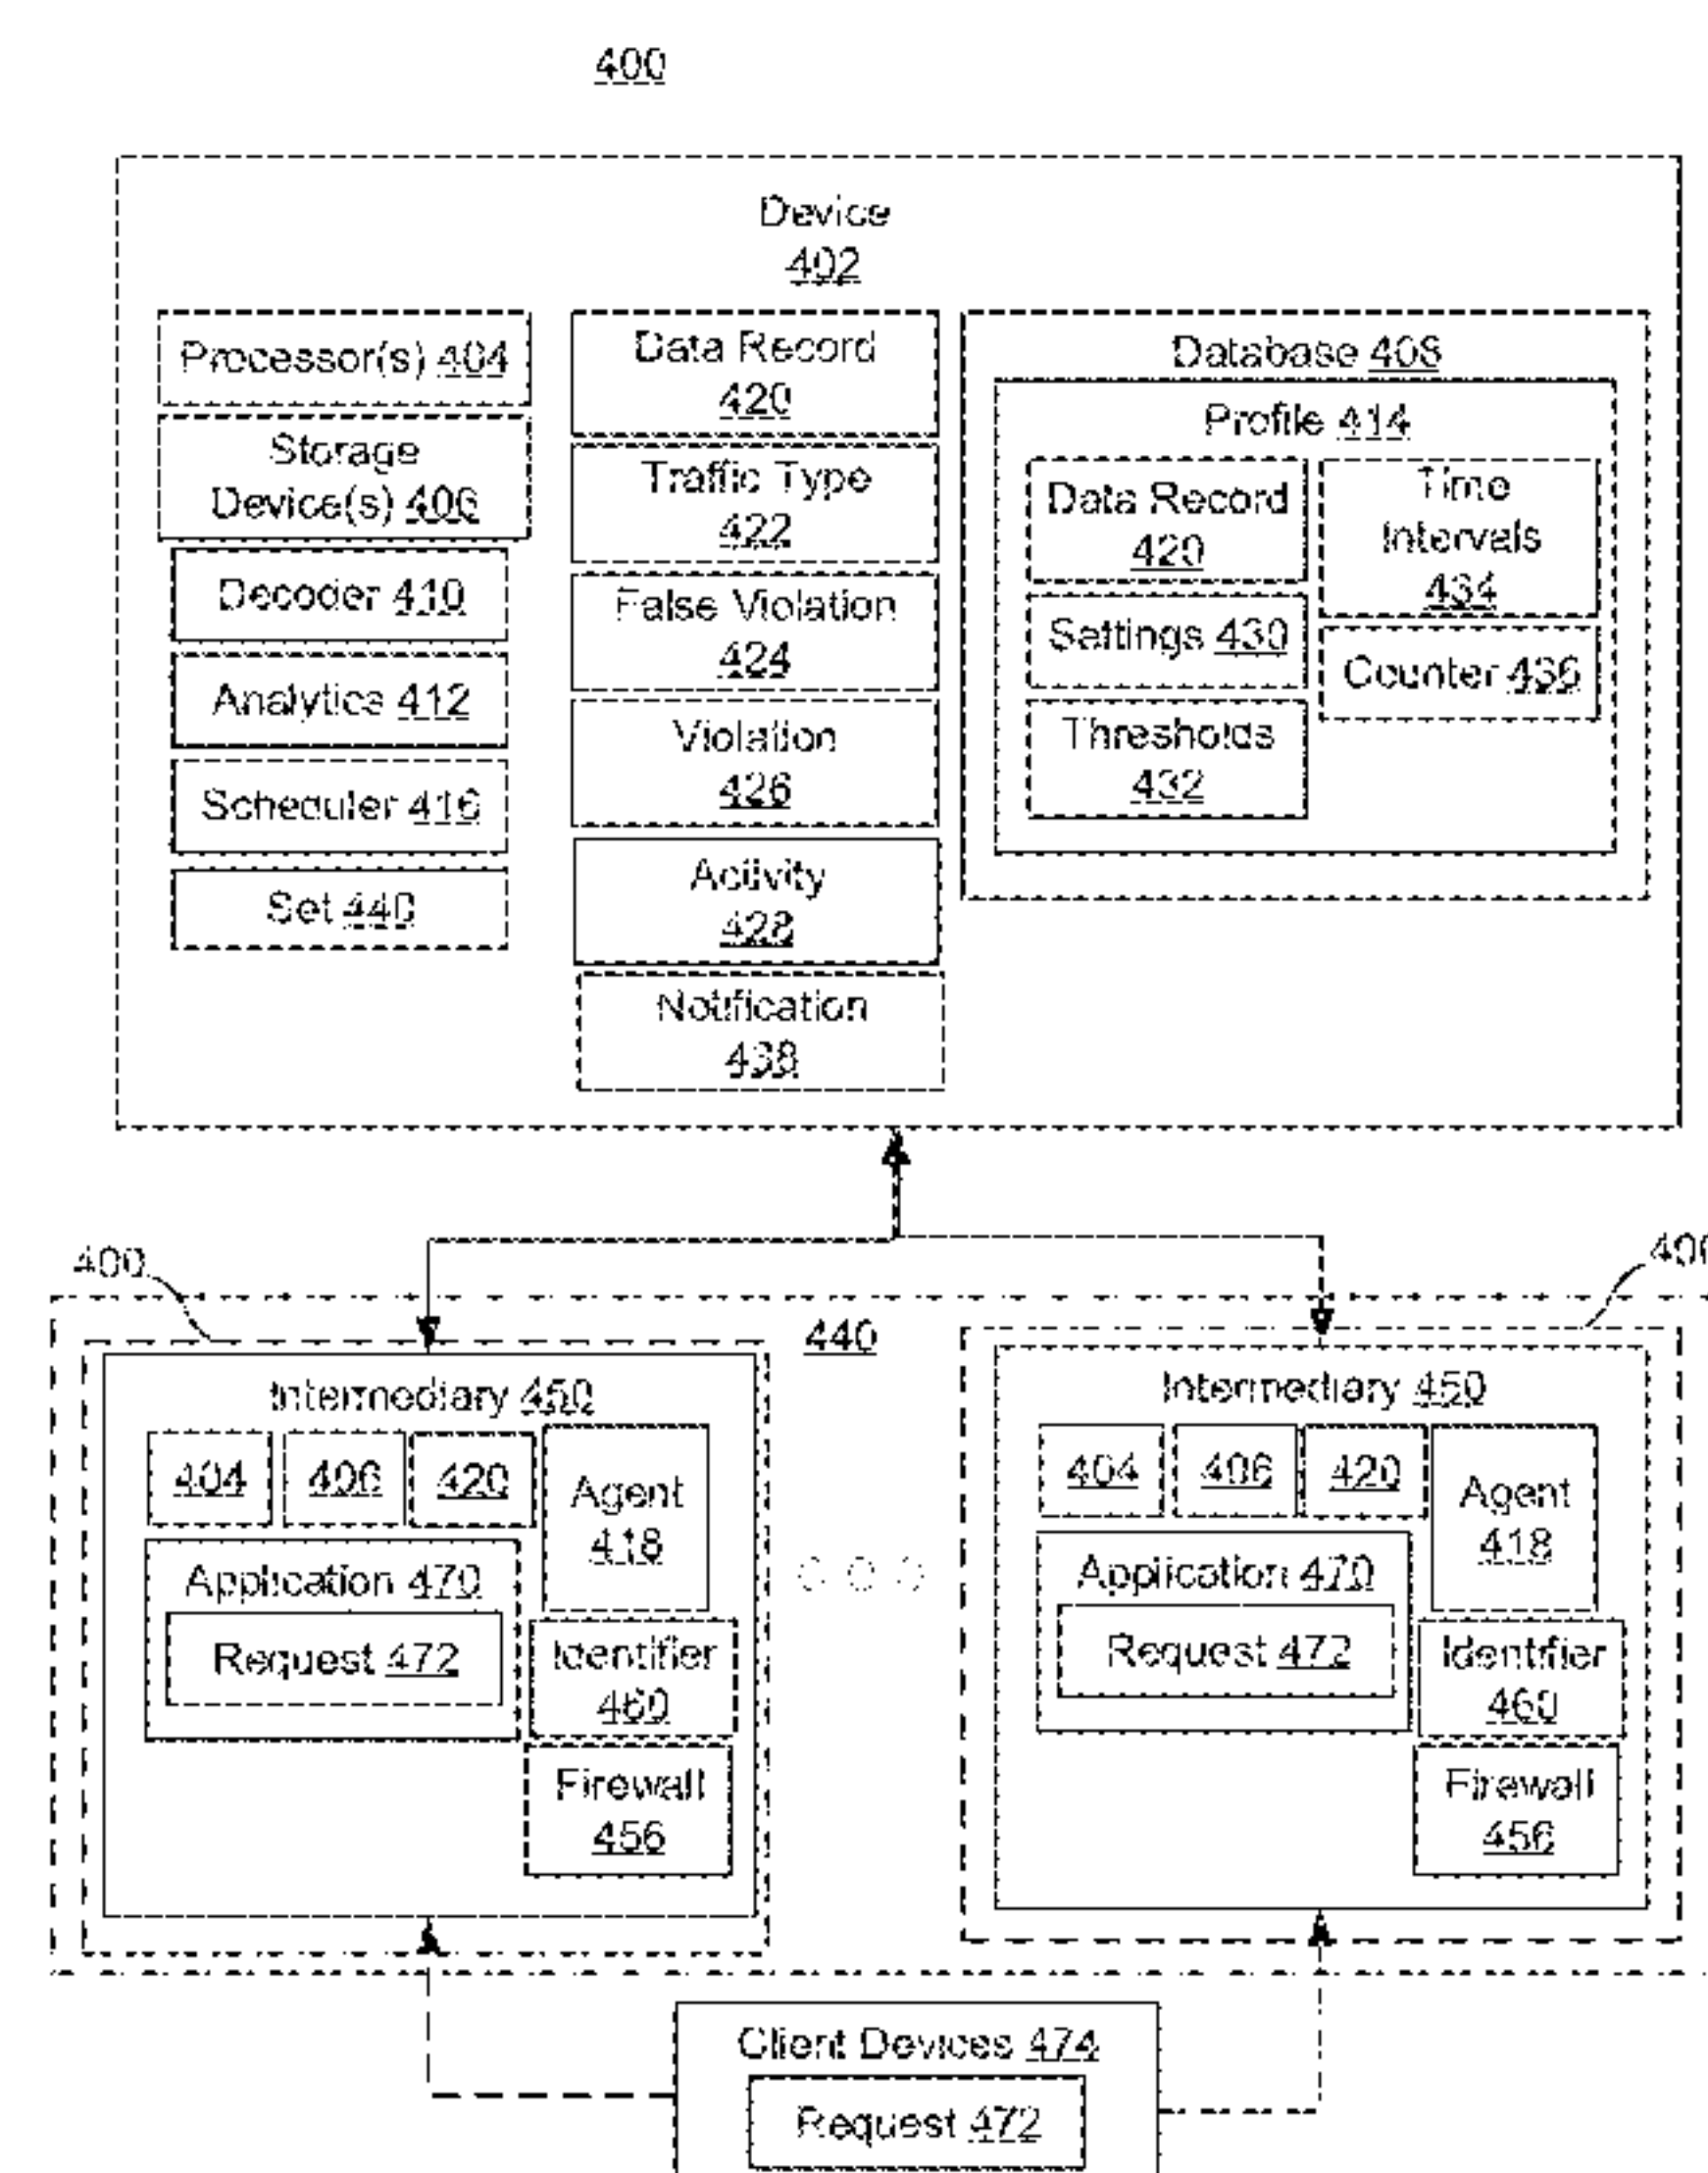 400
Device
402
Processor(s) 404
Storage
Device(s) 406
Decoder 410
Analytics 412
Scheduler 416
Set 440
Data Record
420
Traffic Type
422
False Violation
424
Violation
426
Activity
428
Notification
438
Database 408
Profile 414
Data Record
420
Settings 430
Thresholds
432
Time
Intervals
434
Counter 436
400
400
440
Intermediary 450
404 406 420
Agent
418
Application 470
Request 472
Identifier
460
Firewall
456
Intermediary 450
404 406 420
Agent
418
Application 470
Request 472
Identifier
460
Firewall
456
Client Devices 474
Request 472